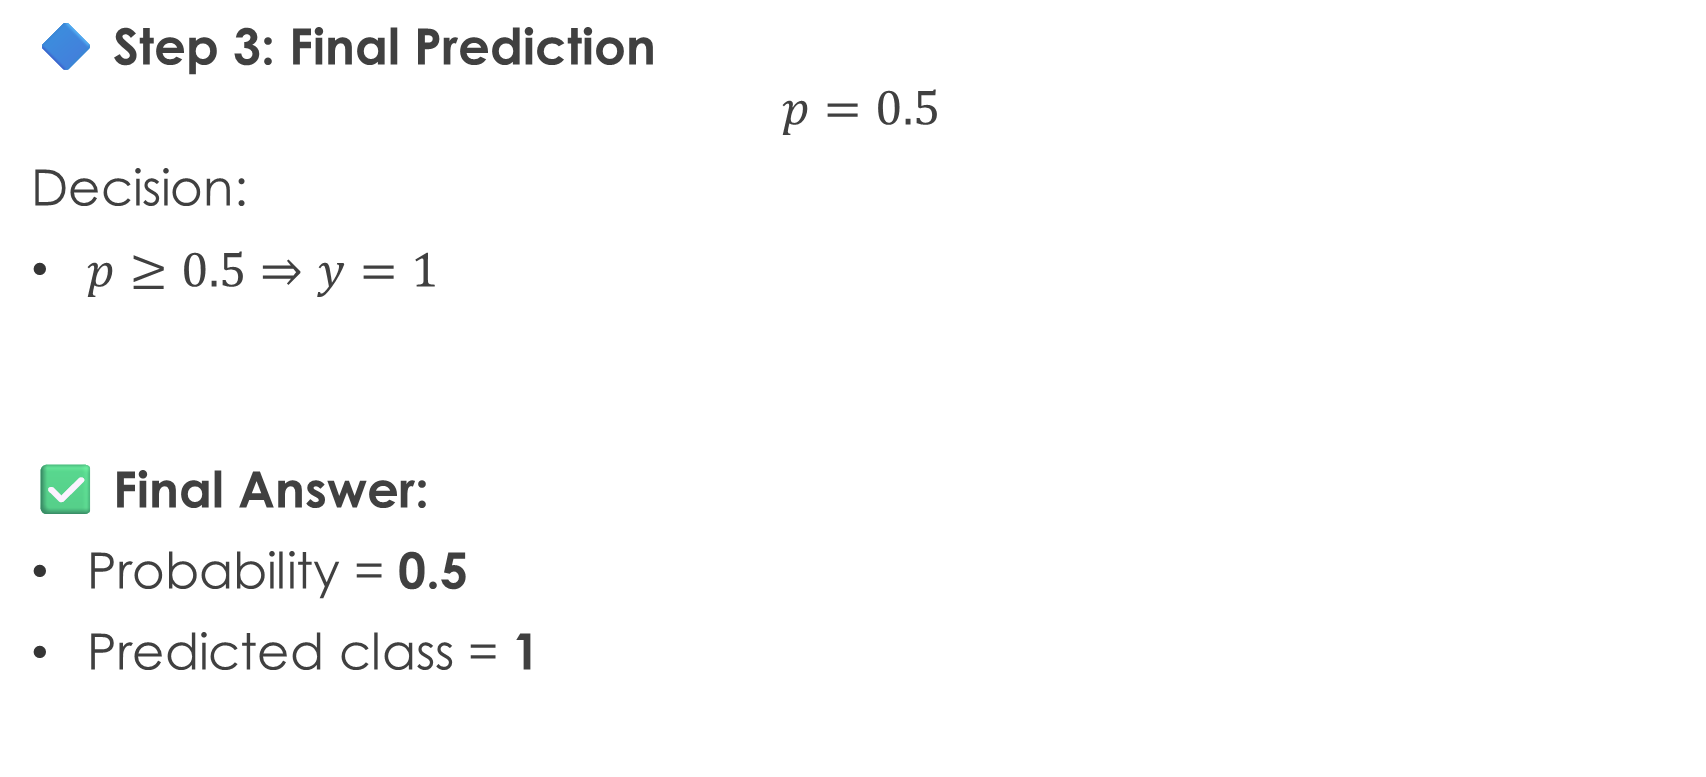 🔷 Step 3: Final Prediction
p = 0.5
Decision:
• p ≥ 0.5 ⇒ y = 1
✅ Final Answer:
• Probability = 0.5
• Predicted class = 1